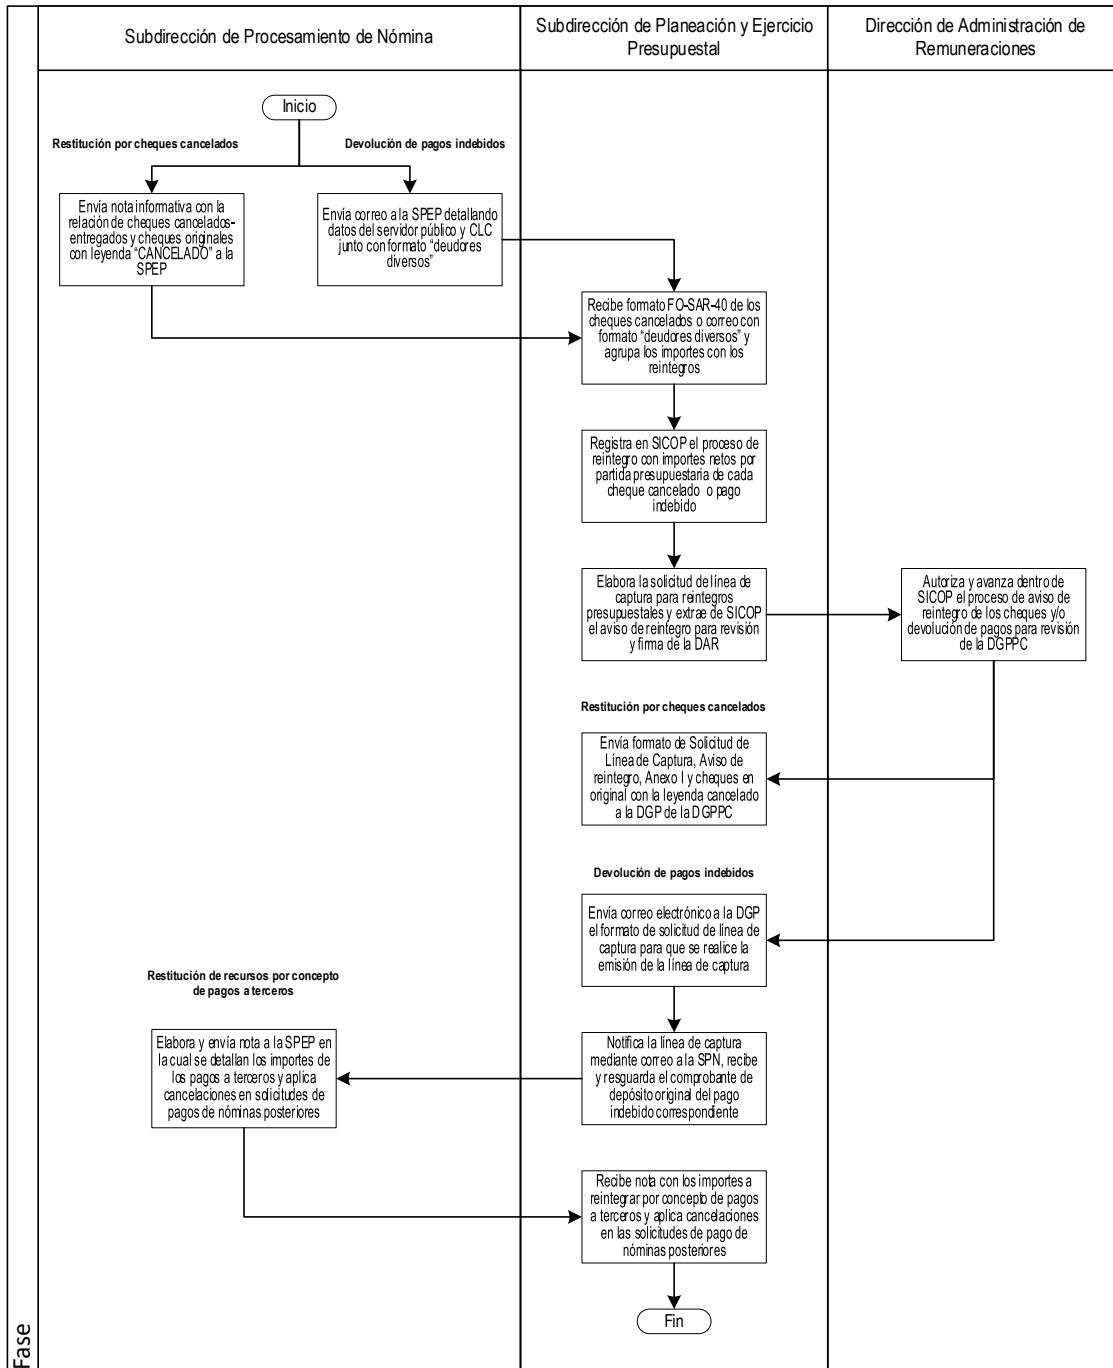 Subdirección de Procesamiento de Nómina
Subdirección de Planeación y Ejercicio
Presupuestal
Dirección de Administración de
Remuneraciones
Inicio
Restitución por cheques cancelados
Devolución de pagos indebidos
Envía nota informativa con la
relación de cheques cancelados-
entregados y cheques originales
con leyenda “CANCELADO” a la
SPEP
Envía correo a la SPEP detallando
datos del servidor público y CLC
junto con formato “deudores
diversos”
Recibe formato FO-SAR-40 de los
cheques cancelados o correo con
formato “deudores diversos” y
agrupa los importes con los
reintegros
Registra en SICOP el proceso de
reintegro con importes netos por
partida presupuestaria de cada
cheque cancelado o pago
indebido
Elabora la solicitud de línea de
captura para reintegros
presupuestales y extrae de SICOP
el aviso de reintegro para revisión
y firma de la DAR
Autoriza y avanza dentro de
SICOP el proceso de aviso de
reintegro de los cheques y/o
devolución de pagos para revisión
de la DGPPC
Restitución por cheques cancelados
Envía formato de Solicitud de
Línea de Captura, Aviso de
reintegro, Anexo I y cheques en
original con la leyenda cancelado
a la DGP de la DGPPC
Devolución de pagos indebidos
Envía correo electrónico a la DGP
el formato de solicitud de línea de
captura para que se realice la
emisión de la línea de captura
Restitución de recursos por concepto
de pagos a terceros
Elabora y envía nota a la SPEP en
la cual se detallan los importes de
los pagos a terceros y aplica
cancelaciones en solicitudes de
pagos de nóminas posteriores
Notifica la línea de captura
mediante correo a la SPN, recibe
y resguarda el comprobante de
depósito original del pago
indebido correspondiente
Recibe nota con los importes a
reintegrar por concepto de pagos
a terceros y aplica cancelaciones
en las solicitudes de pago de
nóminas posteriores
Fin
Fase